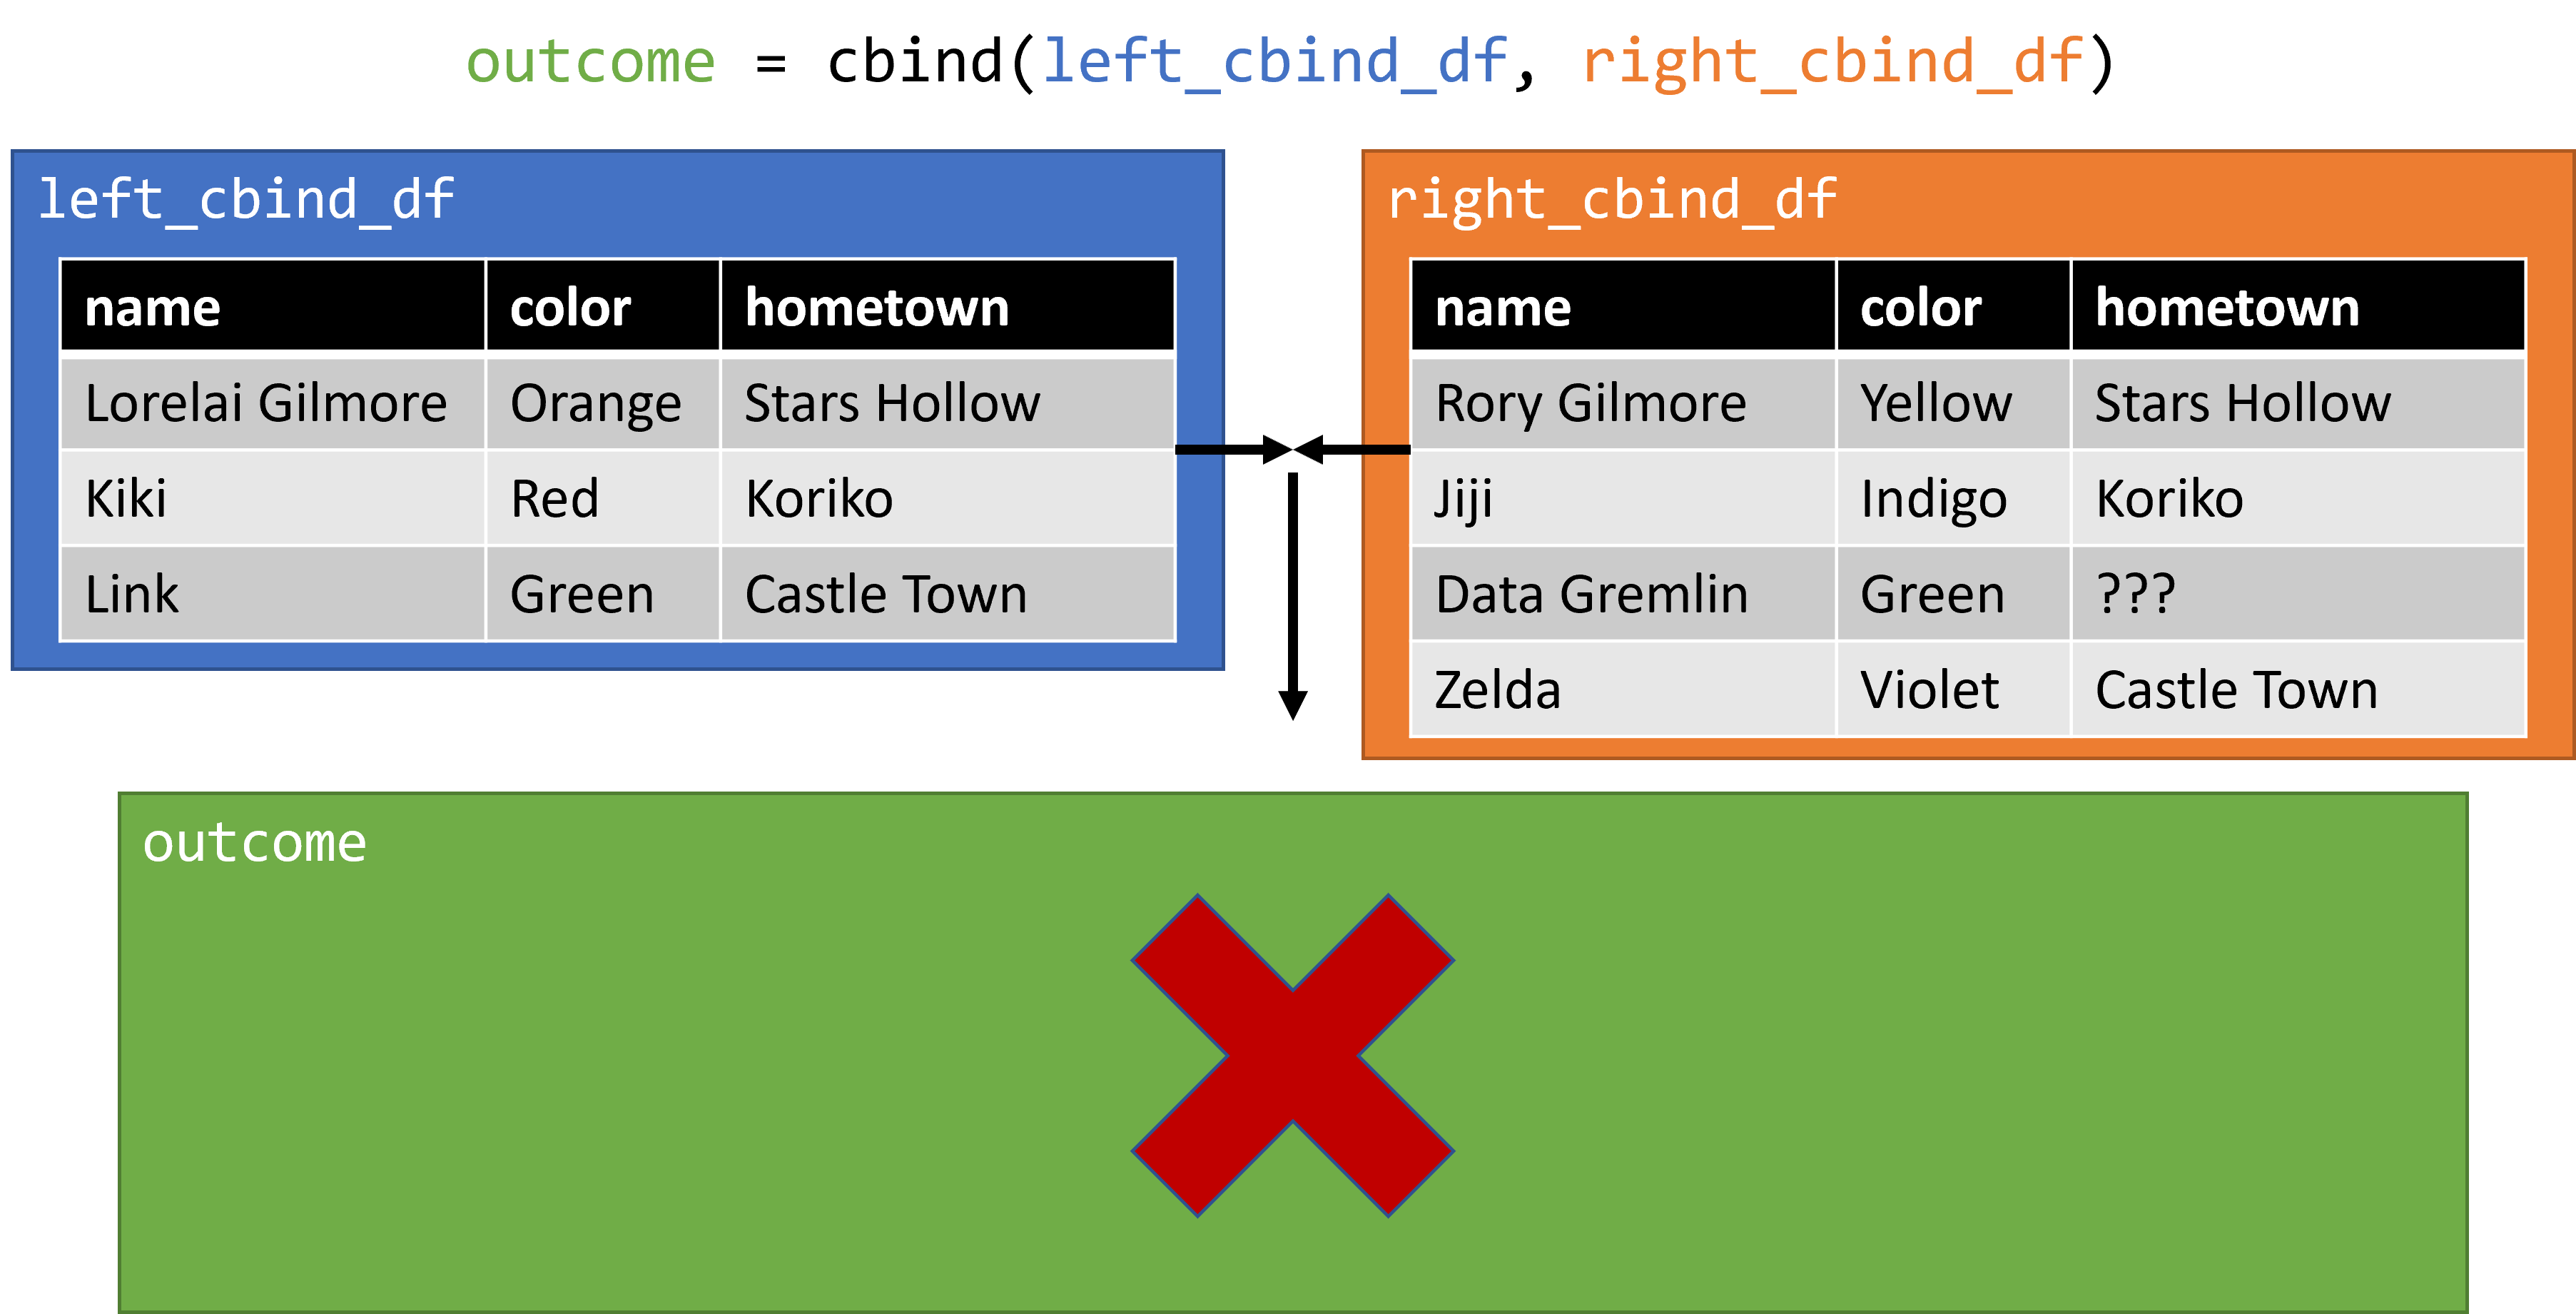 outcome = cbind(left_cbind_df, right_cbind_df)
left_cbind_df
name color hometown
Lorelai Gilmore Orange Stars Hollow
Kiki Red Koriko
Link Green Castle Town
right_cbind_df
name color hometown
Rory Gilmore Yellow Stars Hollow
Jiji Indigo Koriko
Data Gremlin Green ???
Zelda Violet Castle Town
outcome